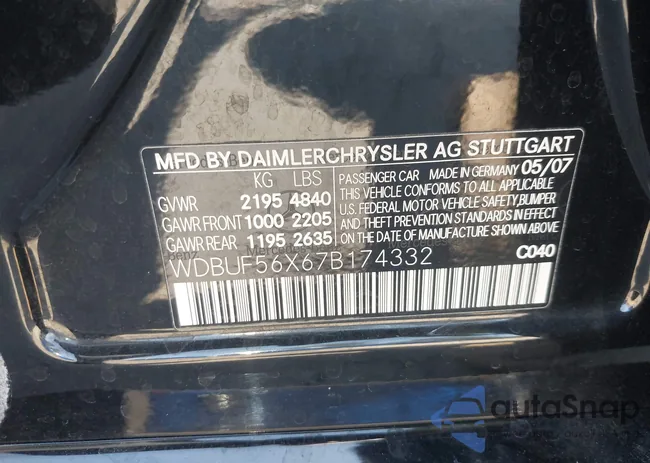 MFD BY DAIMLERCHRYSLER AG STUTTGART
KG LBS
GVWR 2195 4840
GAWR FRONT 1000 2205
GAWR REAR 1195 2635
PASSENGER CAR MADE IN GERMANY 05/07
THIS VEHICLE CONFORMS TO ALL APPLICABLE
U.S. FEDERAL MOTOR VEHICLE SAFETY, BUMPER
AND THEFT PREVENTION STANDARDS IN EFFECT
ON THE DATE OF MANUFACTURE SHOWN ABOVE
WDBUF56X67B174332
C040
autoSnap